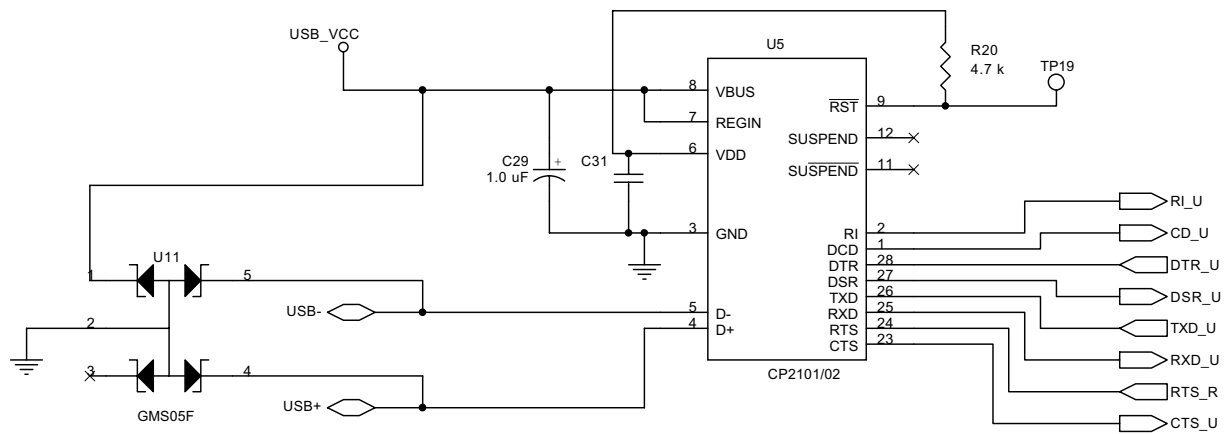 USB_VCC
U5
R20
4.7 k
TP19
8
VBUS
RST
9
7
REGIN
SUSPEND
12
6
VDD
C29
1.0 uF
+
C31
SUSPEND
11
3
GND
RI
2
RI_U
DCD
1
CD_U
DTR
28
DTR_U
DSR
27
DSR_U
TXD
26
TXD_U
RXD
25
RXD_U
RTS
24
RTS_R
CTS
23
CTS_U
U11
1
5
USB-
5
D-
2
4
D+
3
4
USB+
GMS05F
CP2101/02